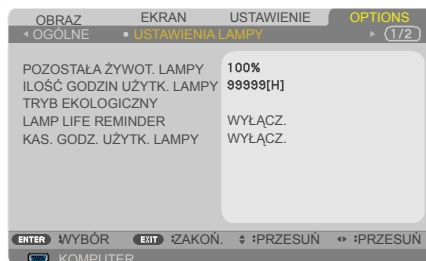 OBRAZ EKRAN USTAWIENIE OPTIONS
OGÓLNE • USTAWIENIA LAMPY (1/2)
POZOSTAŁA ŻYWOT. LAMPY 100%
ILOŚĆ GODZIN UŻYTK. LAMPY 99999[H]
TRYB EKOLOGICZNY
LAMP LIFE REMINDER WYŁĄCZ.
KAS. GODZ. UŻYTK. LAMPY WYŁĄCZ.
ENTER :WYBÓR EXIT :ZAKOŃ. :PRZESUŃ :PRZESUŃ
KOMPUTER